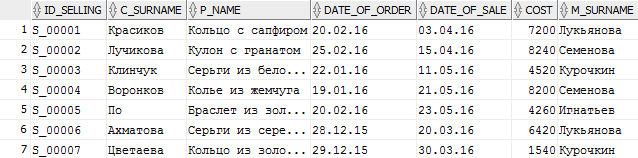 ID_SELLING C_SURNAME P_NAME DATE_OF_ORDER DATE_OF_SALE COST M_SURNAME
1 S_00001 Красиков Кольцо с сапфиром 20.02.16 03.04.16 7200 Лукьянова
2 S_00002 Лучикова Кулон с гранатом 25.02.16 15.04.16 8240 Семенова
3 S_00003 Клинчук Серьги из бело... 22.01.16 11.05.16 4520 Курочкин
4 S_00004 Воронков Колье из жемчуга 19.01.16 21.05.16 8200 Семенова
5 S_00005 По Браслет из зол... 20.02.16 23.05.16 4260 Игнатьев
6 S_00006 Ахматова Серьги из сере... 28.12.15 20.03.16 6420 Лукьянова
7 S_00007 Цветаева Кольцо из золо... 29.12.15 30.03.16 1540 Курочкин